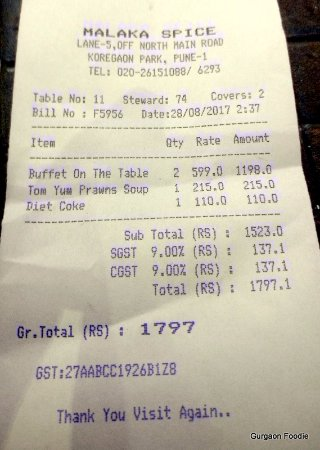 MALAKA SPICE
LANE-5,OFF NORTH MAIN ROAD
KOREGAON PARK, PUNE-1
TEL: 020-26151088/ 6293
Table No: 11 Steward: 74 Covers: 2
Bill No : F5956 Date:28/08/2017 2:37
Item Qty Rate Amount
Buffet On The Table 2 599.0 1198.0
Tom Yum Prawns Soup 1 215.0 215.0
Diet Coke 1 110.0 110.0
Sub Total (RS) : 1523.0
SGST 9.00% (RS) : 137.1
CGST 9.00% (RS) : 137.1
Total (RS) : 1797.1
Gr.Total (RS) : 1797
GST:27AABCC1926B1Z8
Thank You Visit Again..
Gurgaon Foodie